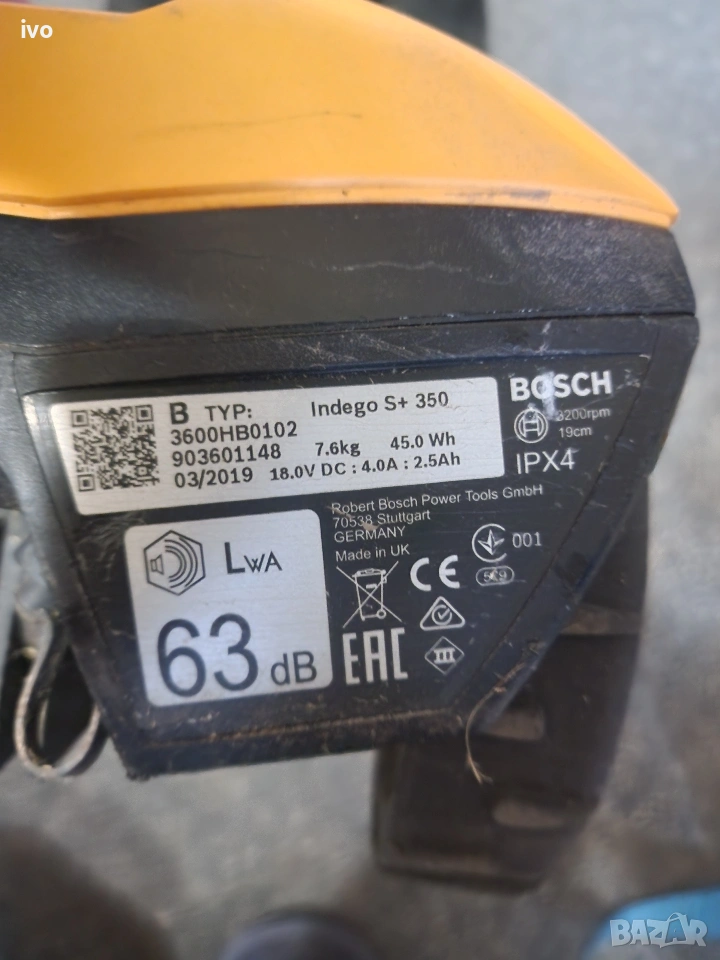 ivo
B TYP: Indego S+ 350
3600HB0102
903601148 7.6kg 45.0 Wh
03/2019 18.0V DC : 4.0A : 2.5Ah
BOSCH
3200rpm
19cm
IPX4
Robert Bosch Power Tools GmbH
70538 Stuttgart
GERMANY
Made in UK
LWA
63 dB
CE
001
EAC
III
BAZAR